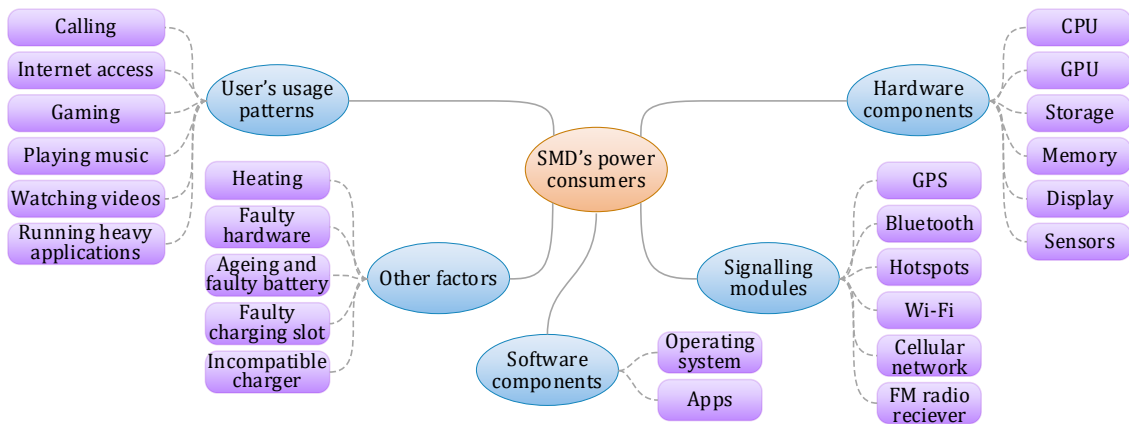 SMD's power
consumers
User's usage
patterns
Calling
Internet access
Gaming
Playing music
Watching videos
Running heavy
applications
Other factors
Heating
Faulty
hardware
Ageing and
faulty battery
Faulty
charging slot
Incompatible
charger
Software
components
Operating
system
Apps
Hardware
components
CPU
GPU
Storage
Memory
Display
Sensors
Signalling
modules
GPS
Bluetooth
Hotspots
Wi-Fi
Cellular
network
FM radio
reciever